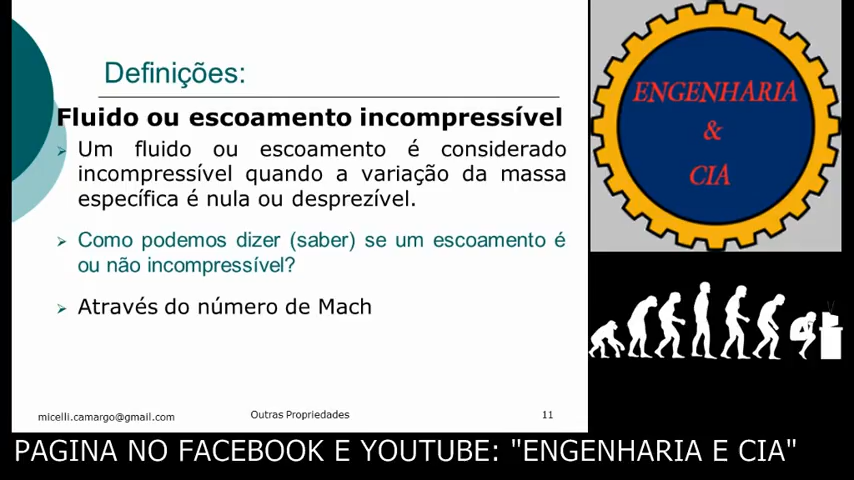 Definições:
Fluido ou escoamento incompressível
Um fluido ou escoamento é considerado
incompressível quando a variação da massa
específica é nula ou desprezível.
Como podemos dizer (saber) se um escoamento é
ou não incompressível?
Através do número de Mach
micelli.camargo@gmail.com
Outras Propriedades
11
ENGENHARIA
&
CIA
PAGINA NO FACEBOOK E YOUTUBE: "ENGENHARIA E CIA"